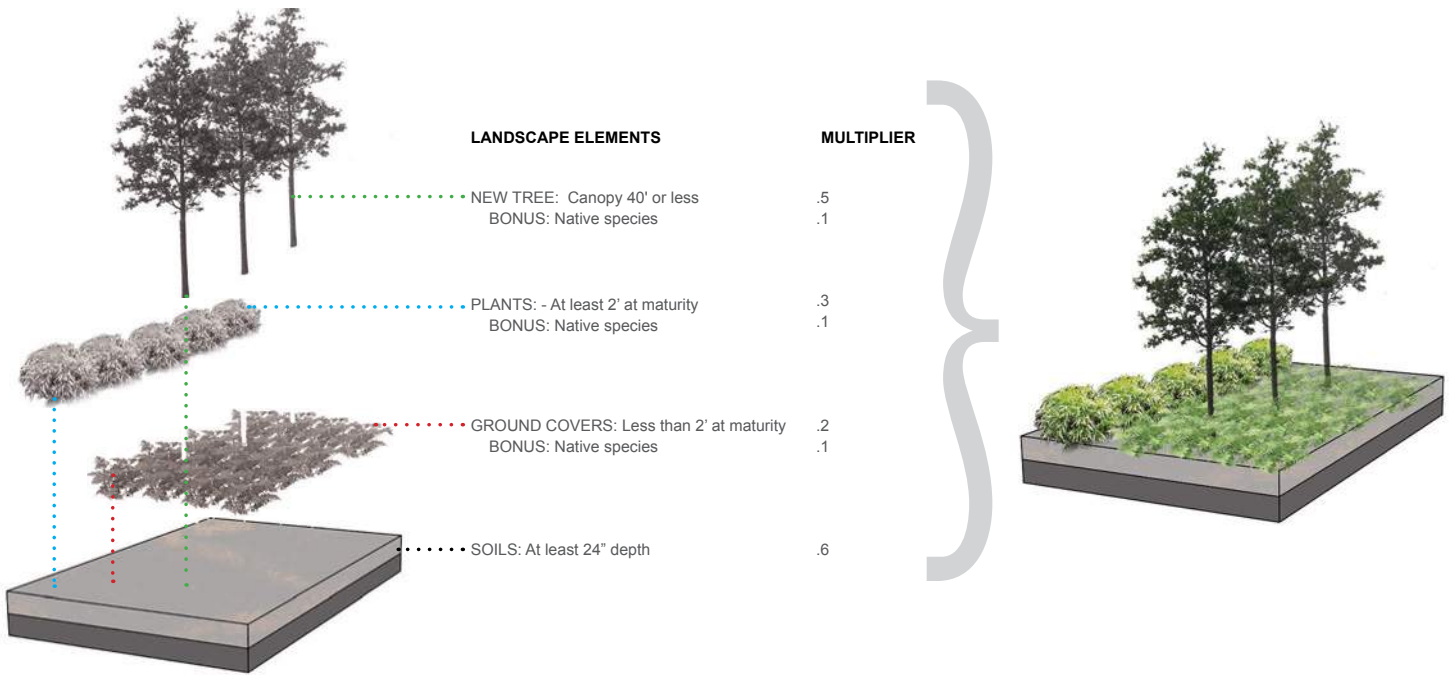 LANDSCAPE ELEMENTS MULTIPLIER
NEW TREE: Canopy 40' or less .5
BONUS: Native species .1
PLANTS: - At least 2’ at maturity .3
BONUS: Native species .1
GROUND COVERS: Less than 2’ at maturity .2
BONUS: Native species .1
SOILS: At least 24” depth .6